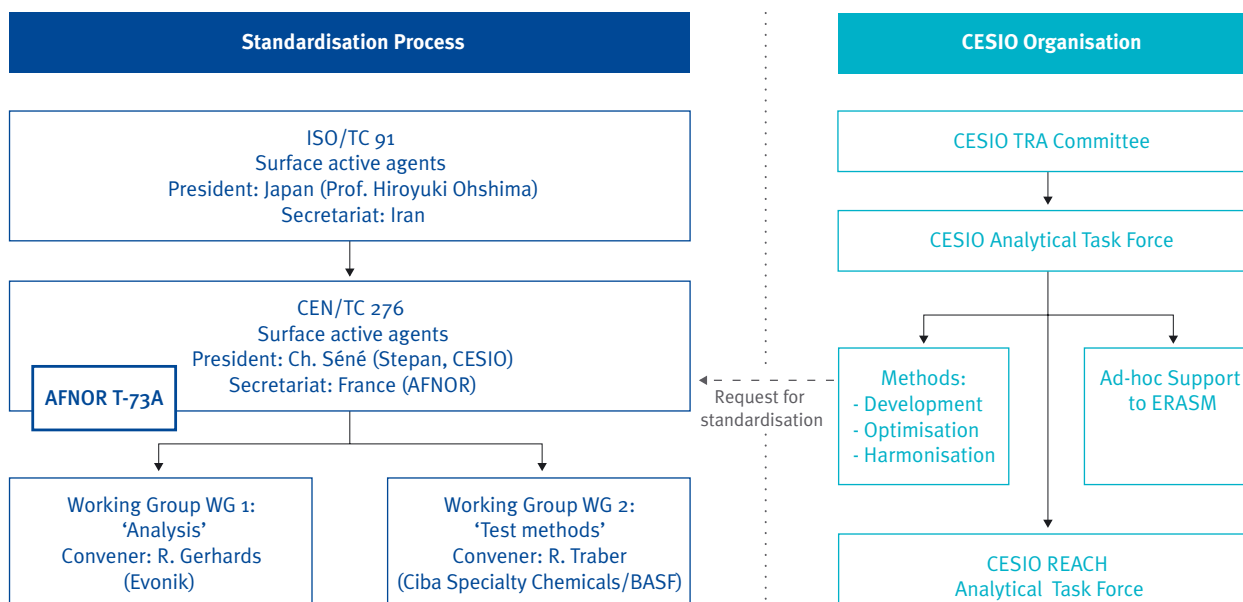 Standardisation Process
ISO/TC 91
Surface active agents
President: Japan (Prof. Hiroyuki Ohshima)
Secretariat: Iran
CEN/TC 276
Surface active agents
President: Ch. Séné (Stepan, CESIO)
Secretariat: France (AFNOR)
AFNOR T-73A
Working Group WG 1:
‘Analysis’
Convener: R. Gerhards
(Evonik)
Working Group WG 2:
‘Test methods’
Convener: R. Traber
(Ciba Specialty Chemicals/BASF)
Request for
standardisation
CESIO Organisation
CESIO TRA Committee
CESIO Analytical Task Force
Methods:
- Development
- Optimisation
- Harmonisation
Ad-hoc Support
to ERASM
CESIO REACH
Analytical Task Force